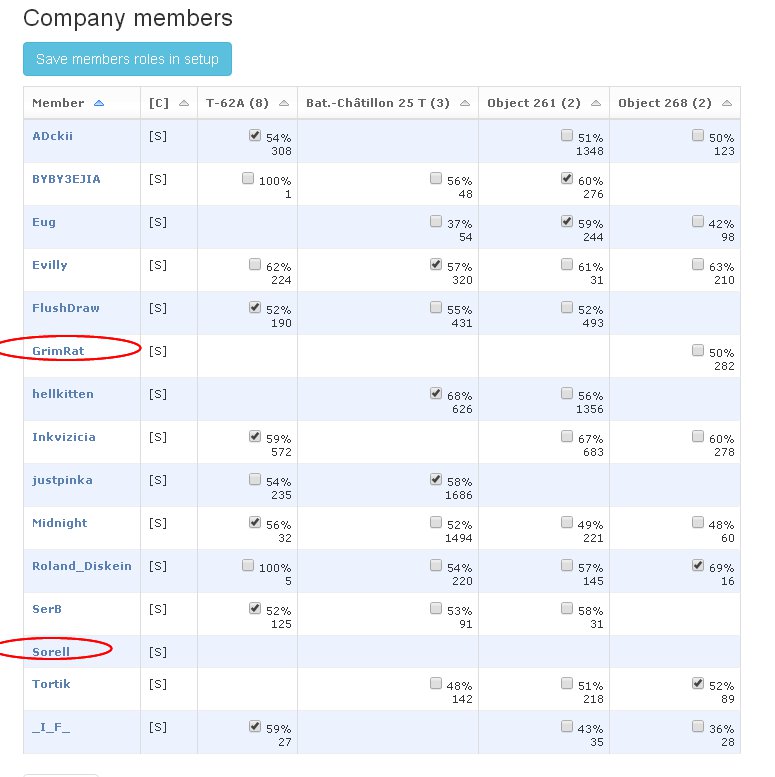 Company members
Save members roles in setup
Member [C] T-62A (8) Bat.-Châtillon 25 T (3) Object 261 (2) Object 268 (2)
ADckii [S] 54% 51% 50%
308 1348 123
BYBY3EJIA [S] 100% 56% 60%
1 48 276
Eug [S] 37% 59% 42%
54 244 98
Evilly [S] 62% 57% 61% 63%
224 320 31 210
FlushDraw [S] 52% 55% 52%
190 431 493
GrimRat [S] 50%
282
hellkitten [S] 68% 56%
626 1356
Inkvizicia [S] 59% 67% 60%
572 683 278
justpinka [S] 54% 58%
235 1686
Midnight [S] 56% 52% 49% 48%
32 1494 221 60
Roland_Diskein [S] 100% 54% 57% 69%
5 220 145 16
SerB [S] 52% 53% 58%
125 91 31
Sorell [S]
Tortik [S] 48% 51% 52%
142 218 89
_I_F_ [S] 59% 43% 36%
27 35 28